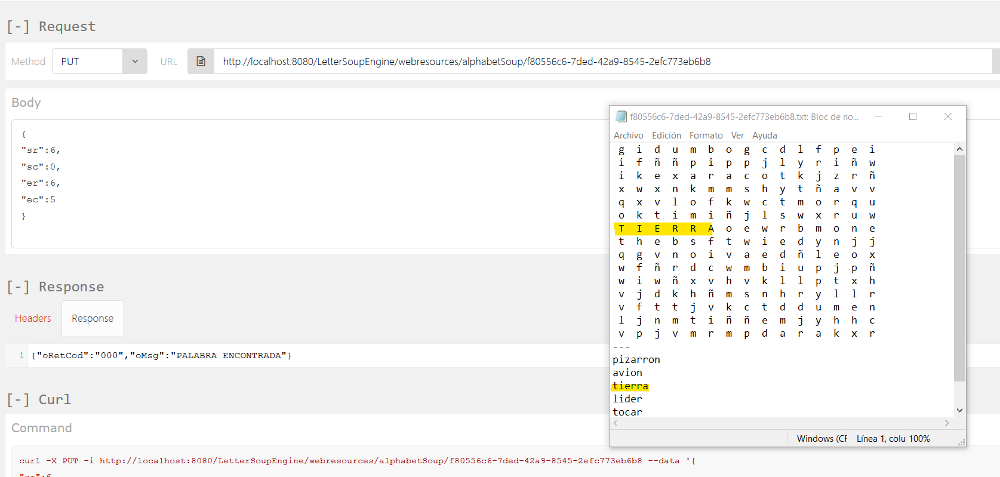 [-] Request
Method PUT URL http://localhost:8080/LetterSoupEngine/webresources/alphabetSoup/f80556c6-7ded-42a9-8545-2efc773eb6b8
Body
{
"sr":6,
"sc":0,
"er":6,
"ec":5
}
[-] Response
Headers Response
1 {"oRetCod":"000","oMsg":"PALABRA ENCONTRADA"}
[-] Curl
Command
curl -X PUT -i http://localhost:8080/LetterSoupEngine/webresources/alphabetSoup/f80556c6-7ded-42a9-8545-2efc773eb6b8 --data '{
"sr":6,
f80556c6-7ded-42a9-8545-2efc773eb6b8.txt: Bloc de no...
Archivo Edición Formato Ver Ayuda
g i d u m b o g c d l f p e i
i f ñ ñ p i p p j l y r i ñ w
i k e x a r a c o t k j z r ñ
x w x n k m m s h y t ñ a v v
q x v l o f k w c t m o r q u
o k t i m i ñ j l s w x r u w
T I E R R A o e w r b m o n e
t h e b s f t w i e d y n j j
q g v n o i v a e d ñ l e o x
w f ñ r d c w m b i u p j p ñ
w i w ñ x v h v k l l p t x h
v j d k h ñ m s n h r y l l r
v f t t j v k c t d d u m e n
l j n m t i ñ ñ e m j y h h c
v p j v m r m p d a r a k x r
---
pizarron
avion
tierra
lider
tocar
Windows (CF Línea 1, colu 100%